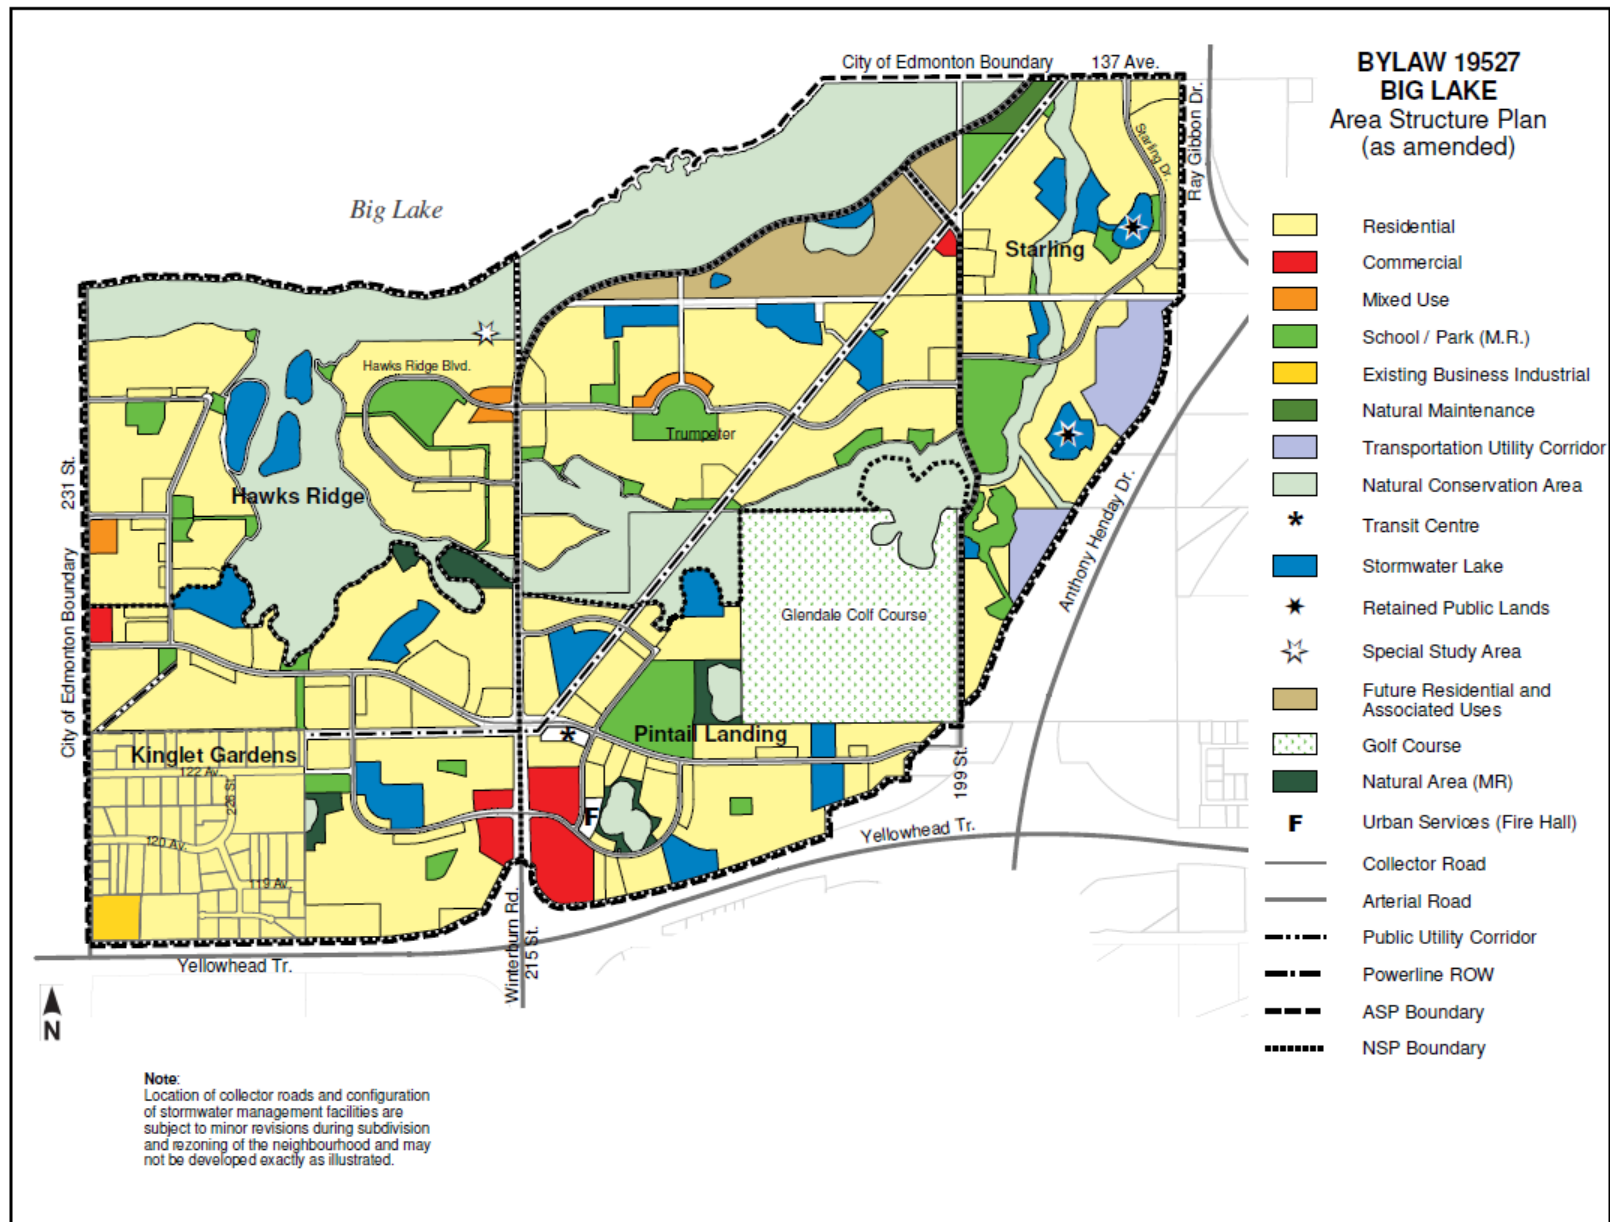 City of Edmonton Boundary
137 Ave.
BYLAW 19527
BIG LAKE
Area Structure Plan
(as amended)
Ray Gibbon Dr.
Starling Dr.
Big Lake
Starling
Hawks Ridge Blvd.
Trumpeter
231 St.
Hawks Ridge
City of Edmonton Boundary
Anthony Henday Dr.
Glendale Golf Course
*
Pintail Landing
Kinglet Gardens
122 Av.
226 St.
199 St.
F
120 Av.
Yellowhead Tr.
119 Av.
Winterburn Rd.
215 St.
Yellowhead Tr.
N
Residential
Commercial
Mixed Use
School / Park (M.R.)
Existing Business Industrial
Natural Maintenance
Transportation Utility Corridor
Natural Conservation Area
* Transit Centre
Stormwater Lake
Retained Public Lands
Special Study Area
Future Residential and
Associated Uses
Golf Course
Natural Area (MR)
F Urban Services (Fire Hall)
Collector Road
Arterial Road
Public Utility Corridor
Powerline ROW
ASP Boundary
NSP Boundary
Note:
Location of collector roads and configuration
of stormwater management facilities are
subject to minor revisions during subdivision
and rezoning of the neighbourhood and may
not be developed exactly as illustrated.